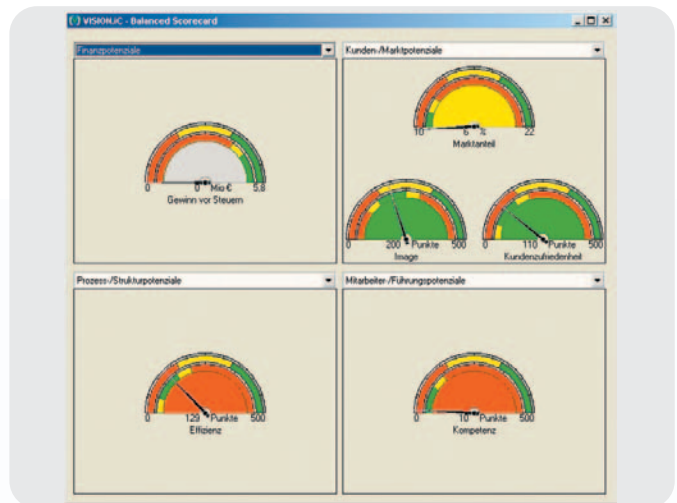 VISION.iC - Balanced Scorecard
Finanzpotenziale
0 0 Mio € 5.8
Gewinn vor Steuern
Kunden-/Marktpotenziale
10 6 % 22
Marktanteil
0 200 Punkte 500
Image
0 110 Punkte 500
Kundenzufriedenheit
Prozess-/Strukturpotenziale
0 129 Punkte 500
Effizienz
Mitarbeiter-/Führungspotenziale
0 10 Punkte 500
Kompetenz